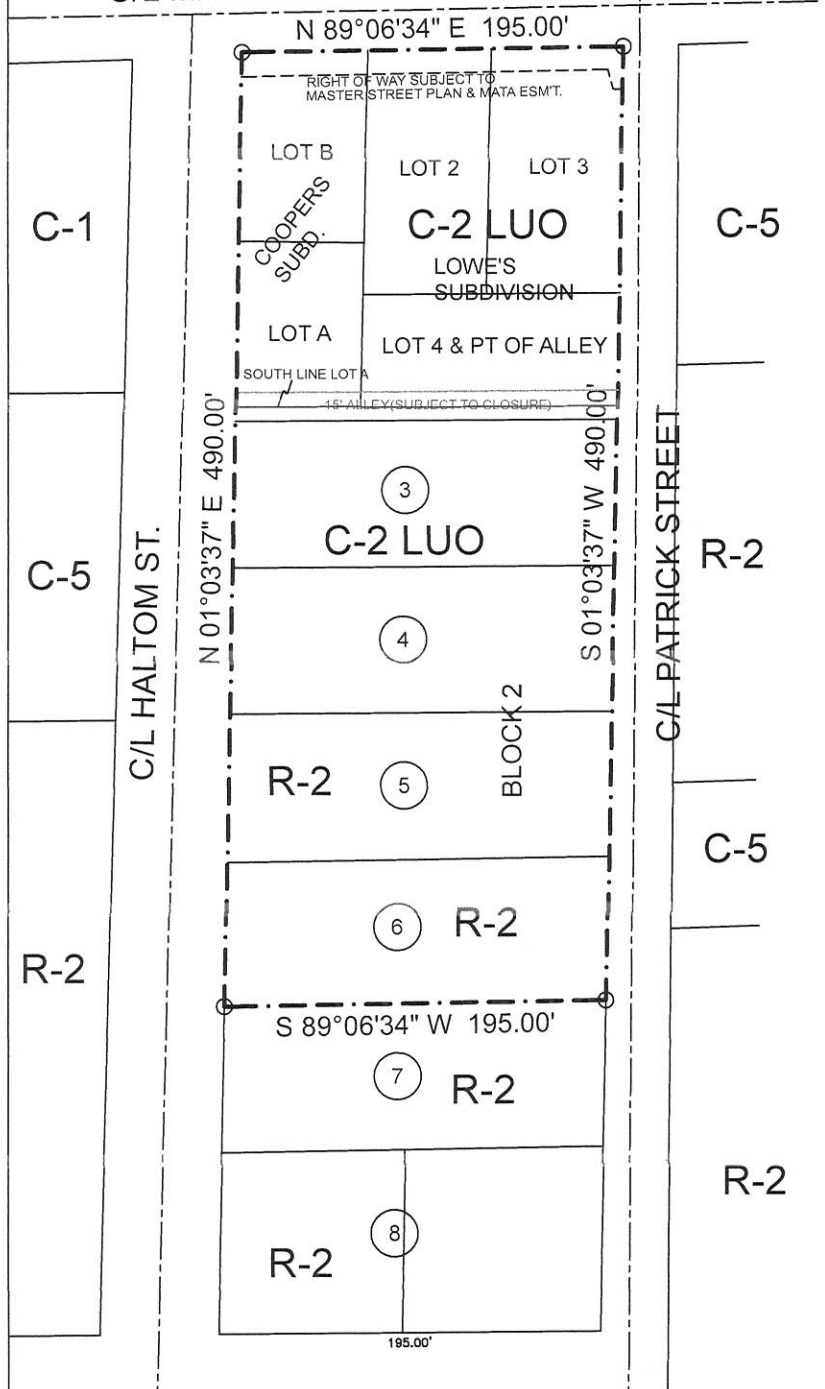 N 89°06'34" E 195.00'
RIGHT OF WAY SUBJECT TO
MASTER STREET PLAN & MATA ESM'T.
LOT B
LOT 2
LOT 3
C-1
COOPERS
SUBD.
C-2 LUO
C-5
LOWE'S
SUBDIVISION
LOT A
LOT 4 & PT OF ALLEY
SOUTH LINE LOT A
15' ALLEY(SUBJECT TO CLOSURE)
N 01°03'37" E 490.00'
S 01°03'37" W 490.00'
3
C-2 LUO
C-5
R-2
C/L HALTOM ST.
C/L PATRICK STREET
4
BLOCK 2
R-2
5
C-5
6
R-2
R-2
S 89°06'34" W 195.00'
7
R-2
R-2
8
R-2
195.00'